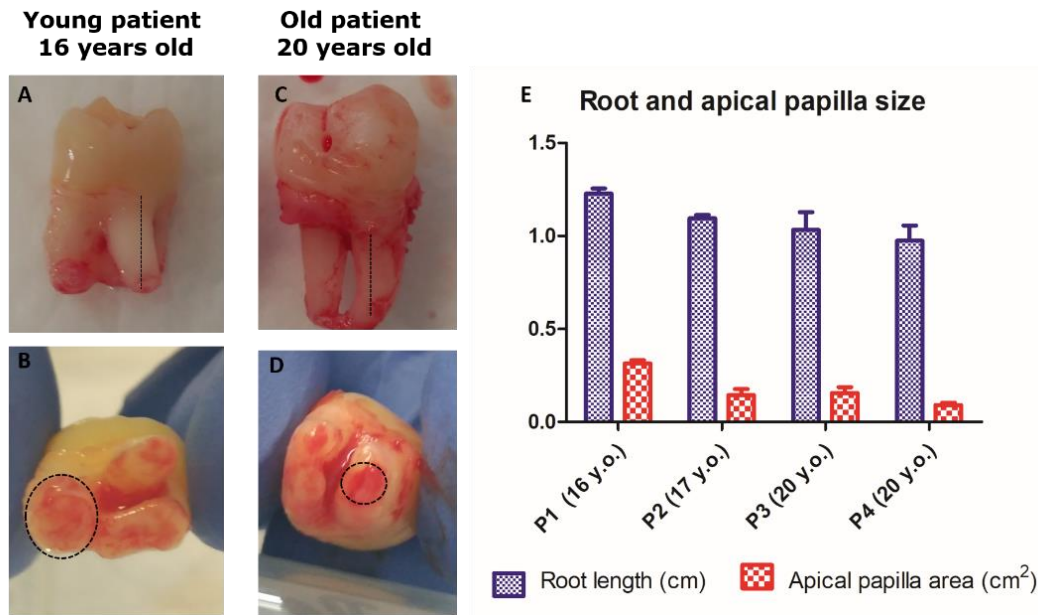 Young patient
16 years old
Old patient
20 years old
A
C
B
D
E
Root and apical papilla size
1.5
1.0
0.5
0.0
P1 (16 y.o.)
P2 (17 y.o.)
P3 (20 y.o.)
P4 (20 y.o.)
Root length (cm)
Apical papilla area (cm²)